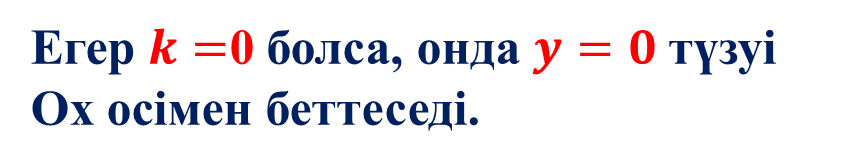 Егер k =0 болса, онда y = 0 түзуі
Ох осімен беттеседі.